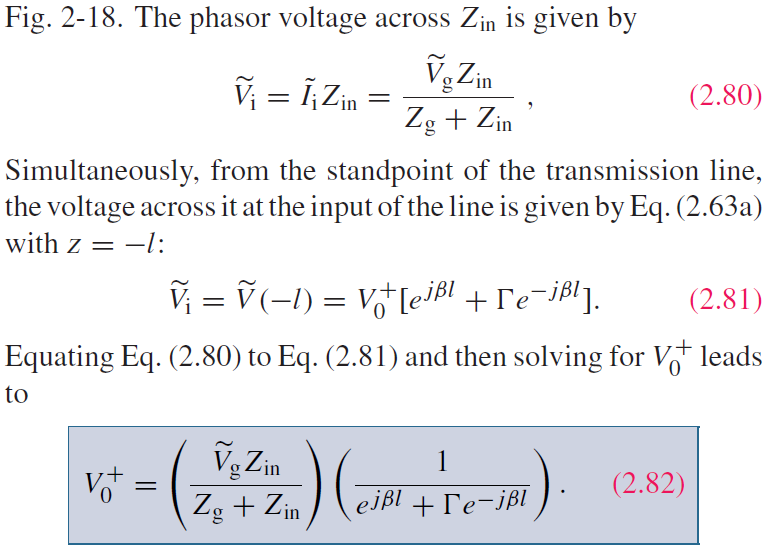 Fig. 2-18. The phasor voltage across Z_in is given by
Ṽ_i = Ĩ_i Z_in = \frac{Ṽ_g Z_in}{Z_g + Z_in} , (2.80)
Simultaneously, from the standpoint of the transmission line,
the voltage across it at the input of the line is given by Eq. (2.63a)
with z = −l:
Ṽ_i = Ṽ(−l) = V_0^+[e^{jβl} + Γe^{−jβl}]. (2.81)
Equating Eq. (2.80) to Eq. (2.81) and then solving for V_0^+ leads
to
V_0^+ = (\frac{Ṽ_g Z_in}{Z_g + Z_in}) (\frac{1}{e^{jβl} + Γe^{−jβl}}) . (2.82)